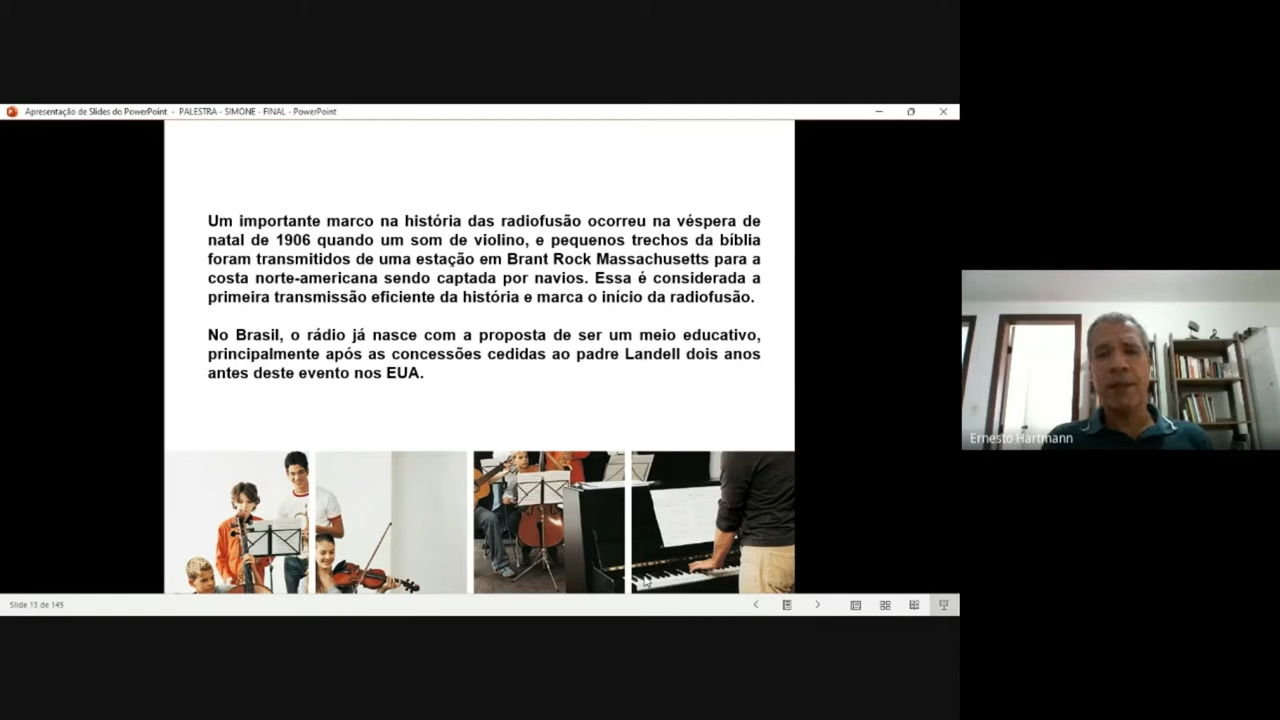 Apresentação de Slides do PowerPoint - PALESTRA - SIMONE - FINAL - PowerPoint
Um importante marco na história das radiofusão ocorreu na véspera de
natal de 1906 quando um som de violino, e pequenos trechos da bíblia
foram transmitidos de uma estação em Brant Rock Massachusetts para a
costa norte-americana sendo captada por navios. Essa é considerada a
primeira transmissão eficiente da história e marca o início da radiofusão.
No Brasil, o rádio já nasce com a proposta de ser um meio educativo,
principalmente após as concessões cedidas ao padre Landell dois anos
antes deste evento nos EUA.
Ernesto Hartmann
Slide 13 de 145